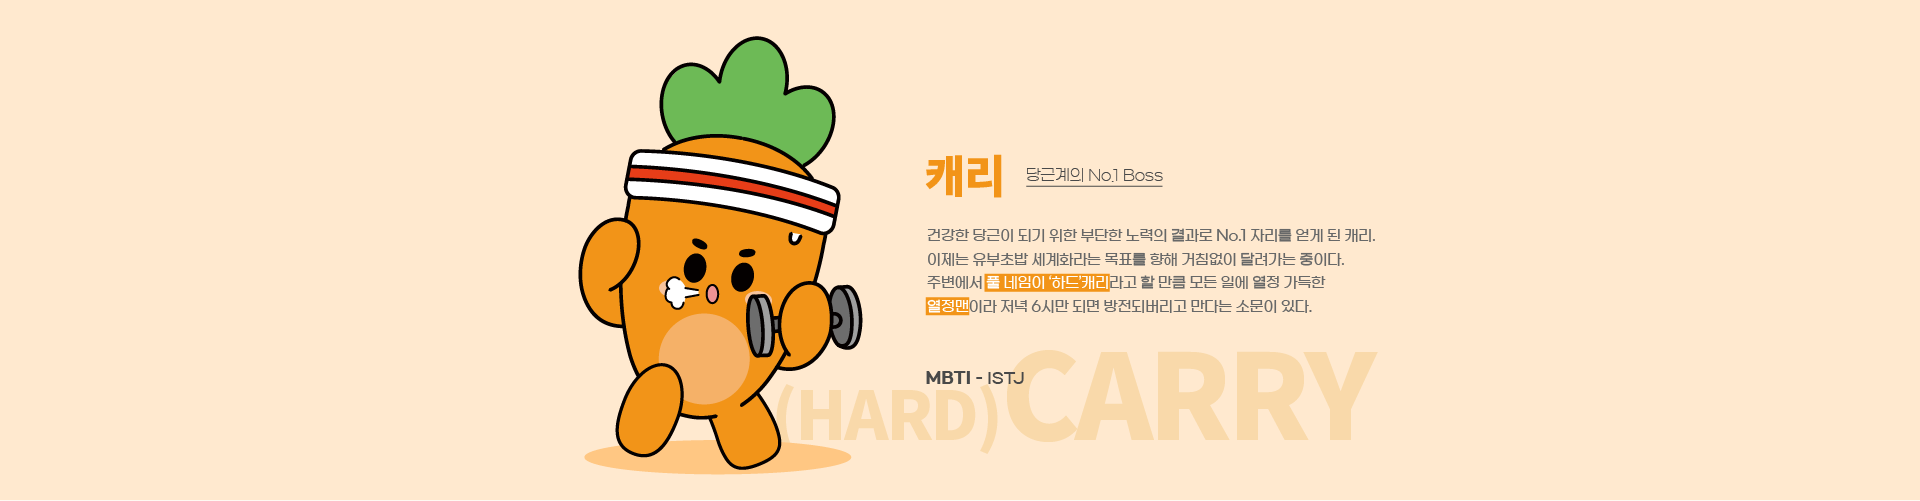 캐리
당근계의 No.1 Boss
건강한 당근이 되기 위한 부단한 노력의 결과로 No.1 자리를 얻게 된 캐리.
이제는 유부초밥 세계화라는 목표를 향해 거침없이 달려가는 중이다.
주변에서 풀 네임이 '하드'캐리라고 할 만큼 모든 일에 열정 가득한
열정맨이라 저녁 6시만 되면 방전되버리고 만다는 소문이 있다.
MBTI - ISTJ
(HARD)CARRY